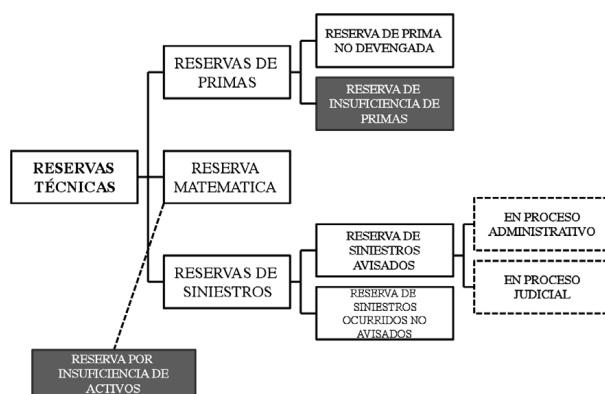 RESERVA DE PRIMA
NO DEVENGADA
RESERVAS DE
PRIMAS
RESERVA DE
INSUFICIENCIA DE
PRIMAS
RESERVAS
TÉCNICAS
RESERVA
MATEMATICA
RESERVAS DE
SINIESTROS
RESERVA DE
SINIESTROS
AVISADOS
EN PROCESO
ADMINISTRATIVO
EN PROCESO
JUDICIAL
RESERVA DE
SINIESTROS
OCURRIDOS NO
AVISADOS
RESERVA POR
INSUFICIENCIA DE
ACTIVOS